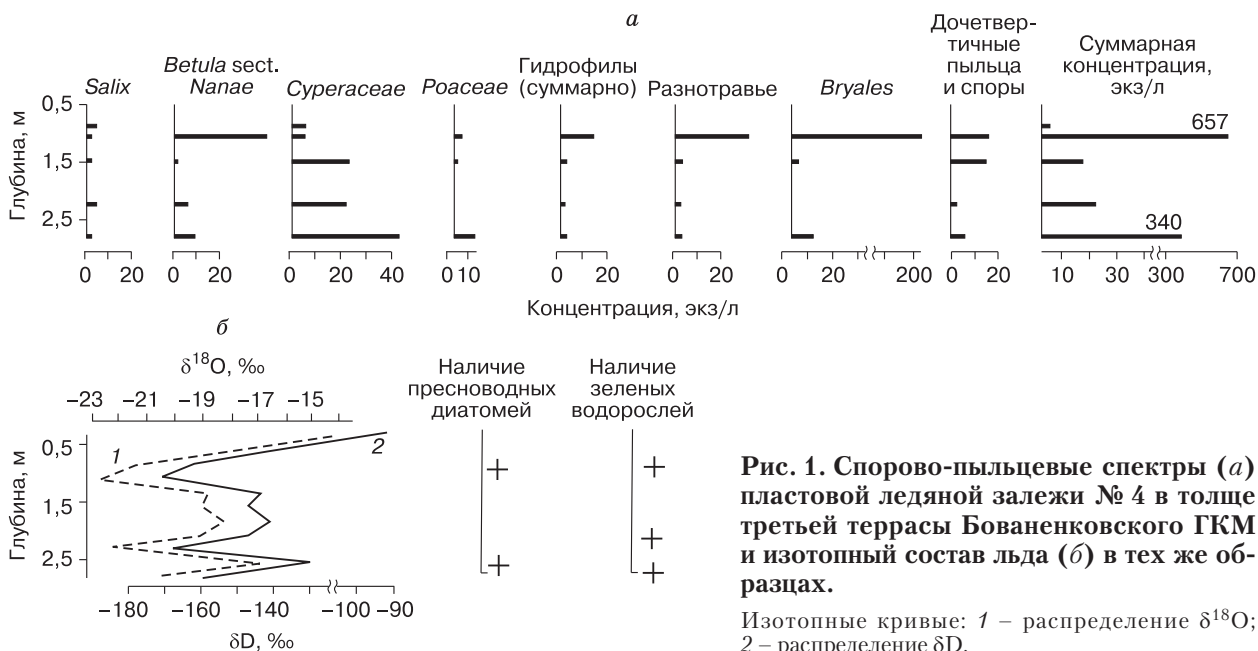 а
Salix
Betula sect.
Nanae
Cyperaceae
Poaceae
Гидрофилы
(суммарно)
Разнотравье
Bryales
Дочетвер-
тичные
пыльца
и споры
Суммарная
концентрация,
экз/л
Глубина, м
0,5
1,5
2,5
657
340
0 20
0 20
0 20 40
0 10
0 20
0 20
0 20 200
0 20
10 30 300 700
Концентрация, экз/л
б
δ18O, ‰
−23 −21 −19 −17 −15
Глубина, м
0,5
1,5
2,5
1
2
−180 −160 −140 −100 −90
δD, ‰
Наличие
пресноводных
диатомей
Наличие
зеленых
водорослей
Рис. 1. Спорово-пыльцевые спектры (а)
пластовой ледяной залежи № 4 в толще
третьей террасы Бованенковского ГКМ
и изотопный состав льда (б) в тех же об-
разцах.
Изотопные кривые: 1 – распределение δ18O;
2 – распределение δD.